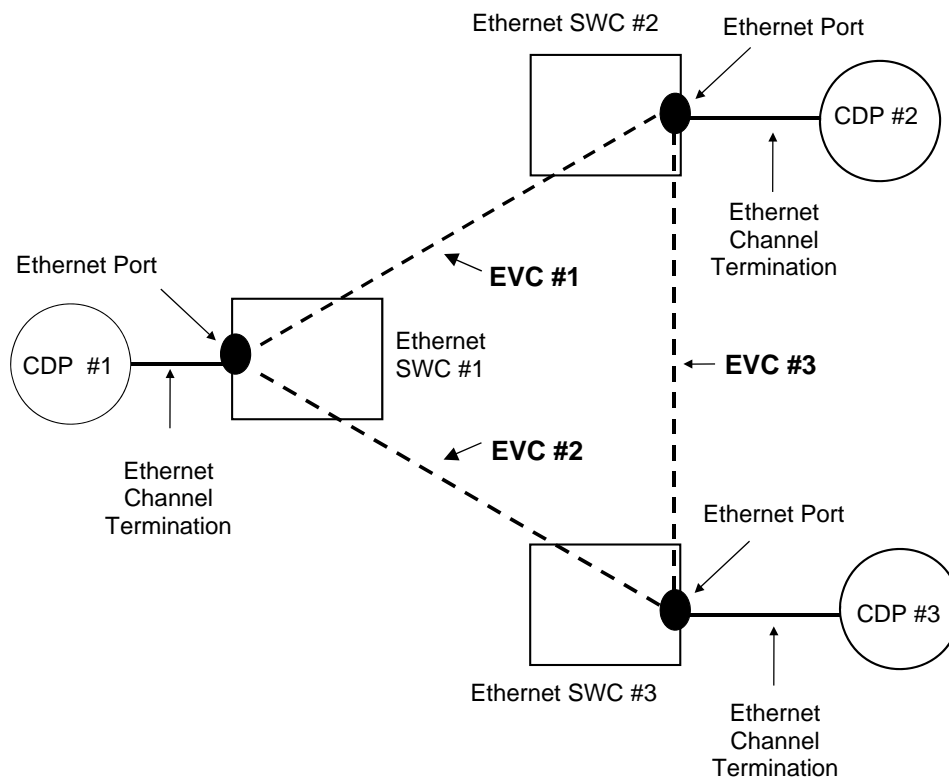 Ethernet SWC #2
Ethernet Port
CDP #2
Ethernet
Channel
Termination
Ethernet Port
EVC #1
CDP #1
Ethernet
SWC #1
EVC #3
EVC #2
Ethernet
Channel
Termination
Ethernet Port
CDP #3
Ethernet SWC #3
Ethernet
Channel
Termination